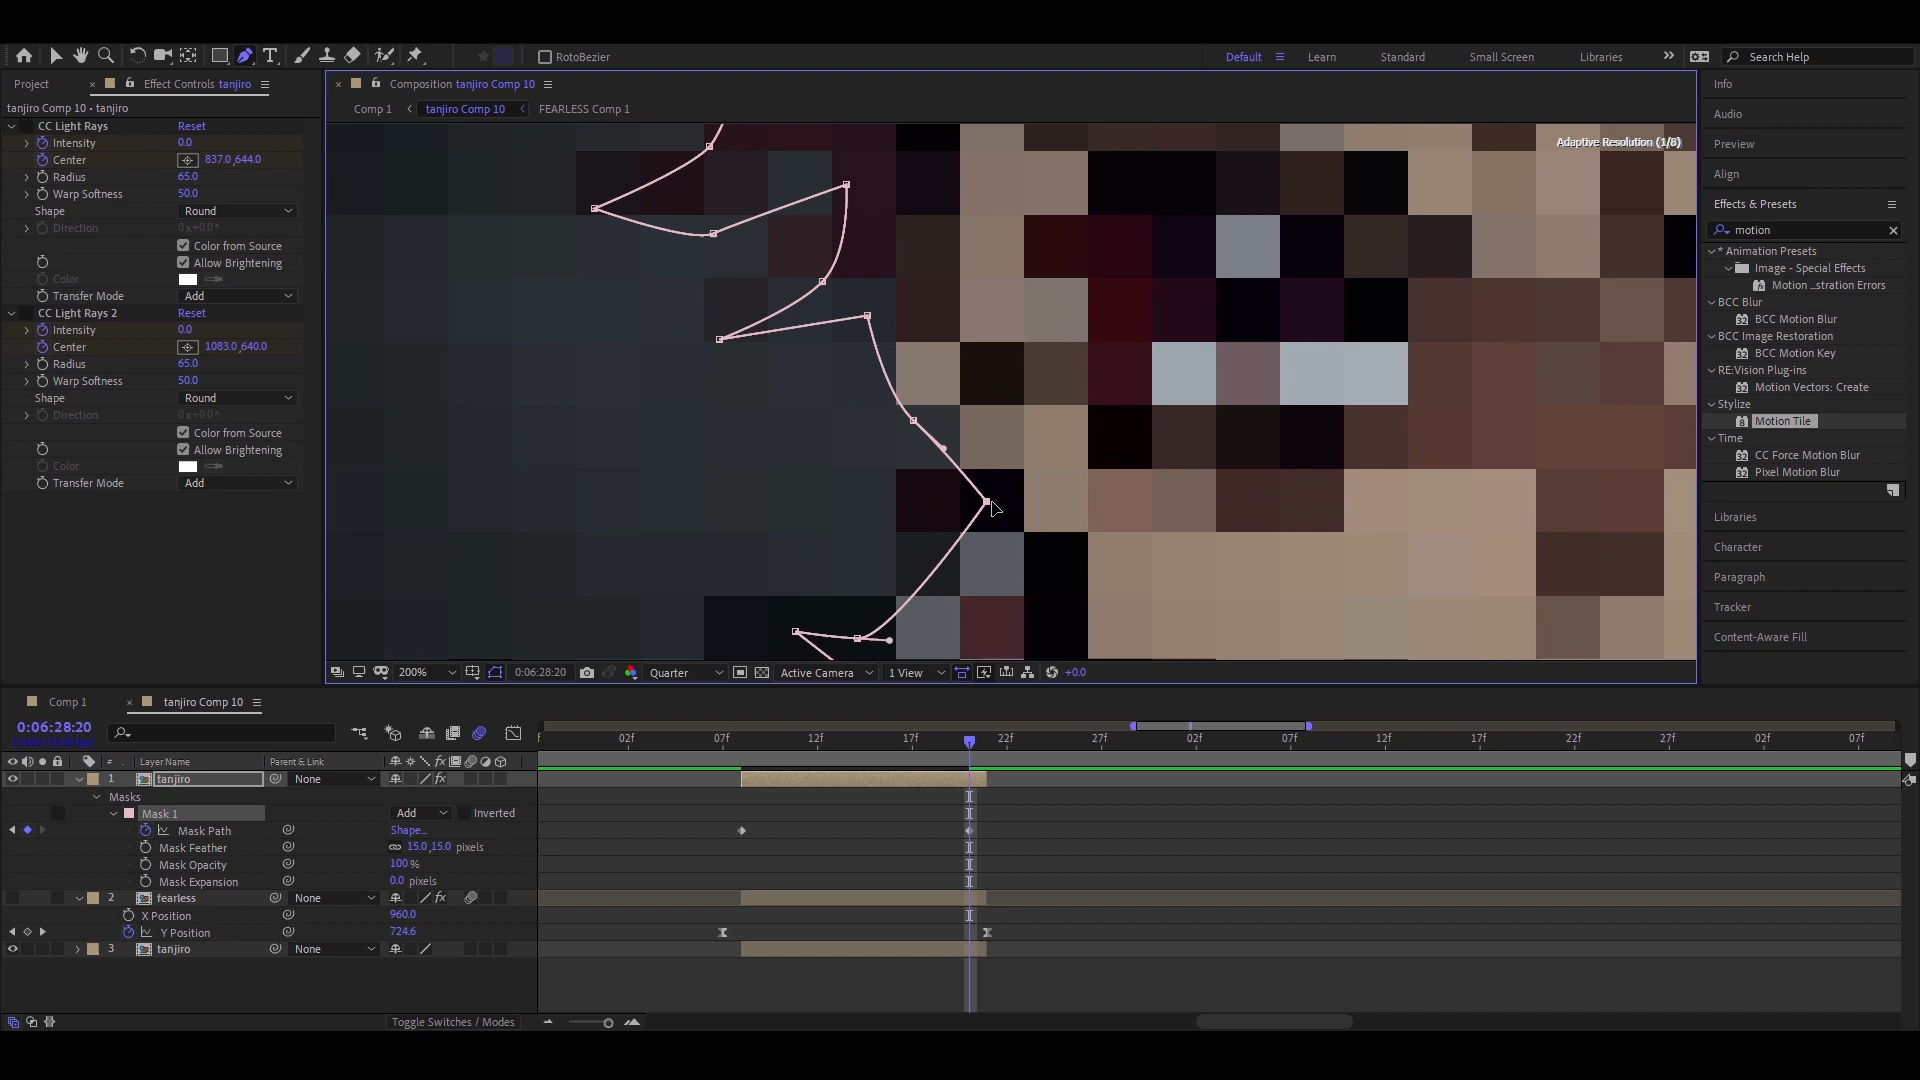 RotoBezier
Default
Learn
Standard
Small Screen
Libraries
Search Help
Project
Effect Controls tanjiro
Composition tanjiro Comp 10
Info
tanjiro Comp 10 • tanjiro
Comp 1
tanjiro Comp 10
FEARLESS Comp 1
Audio
CC Light Rays
Reset
Intensity
0.0
Center
837.0,644.0
Radius
65.0
Warp Softness
50.0
Shape
Round
Direction
0x+0.0°
Color from Source
Allow Brightening
Color
Transfer Mode
Add
CC Light Rays 2
Reset
Intensity
0.0
Center
1083.0,640.0
Radius
65.0
Warp Softness
50.0
Shape
Round
Direction
0x+0.0°
Color from Source
Allow Brightening
Color
Transfer Mode
Add
Adaptive Resolution (1/8)
Preview
Align
Effects & Presets
motion
* Animation Presets
Image - Special Effects
Motion ...stration Errors
BCC Blur
BCC Motion Blur
BCC Image Restoration
BCC Motion Key
RE:Vision Plug-ins
Motion Vectors: Create
Stylize
Motion Tile
Time
CC Force Motion Blur
Pixel Motion Blur
Libraries
Character
Paragraph
Tracker
Content-Aware Fill
200%
0:06:28:20
Quarter
Active Camera
1 View
+0.0
Comp 1
tanjiro Comp 10
0:06:28:20
f
02f
07f
12f
17f
22f
27f
02f
07f
12f
17f
22f
27f
02f
07f
# . Layer Name
Parent & Link
1
tanjiro
None
Masks
Mask 1
Add
Inverted
Mask Path
Shape...
Mask Feather
15.0,15.0 pixels
Mask Opacity
100 %
Mask Expansion
0.0 pixels
2
fearless
None
X Position
960.0
Y Position
724.6
3
tanjiro
None
Toggle Switches / Modes